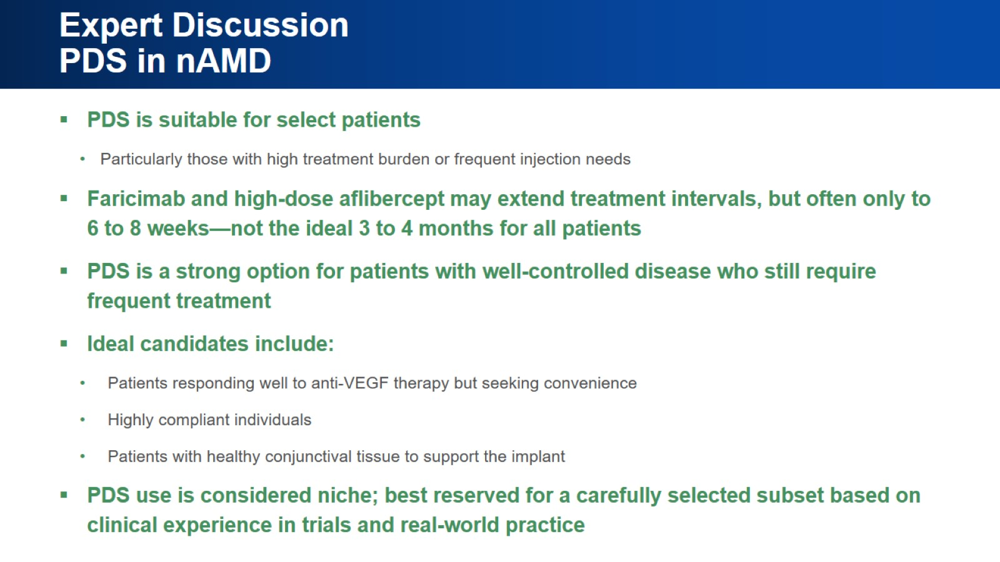 Expert Discussion
PDS in nAMD
▪ PDS is suitable for select patients
• Particularly those with high treatment burden or frequent injection needs
▪ Faricimab and high-dose aflibercept may extend treatment intervals, but often only to
6 to 8 weeks—not the ideal 3 to 4 months for all patients
▪ PDS is a strong option for patients with well-controlled disease who still require
frequent treatment
▪ Ideal candidates include:
• Patients responding well to anti-VEGF therapy but seeking convenience
• Highly compliant individuals
• Patients with healthy conjunctival tissue to support the implant
▪ PDS use is considered niche; best reserved for a carefully selected subset based on
clinical experience in trials and real-world practice